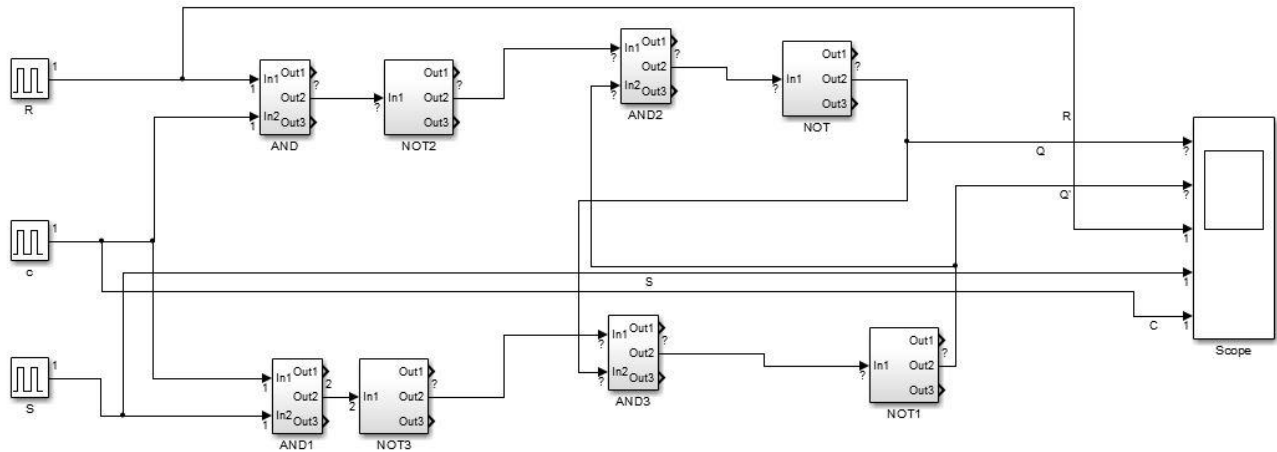 1
R
In1
1
In2
1
Out1
?
Out2
Out3
AND
In1
?
Out1
?
Out2
Out3
NOT2
In1
?
In2
?
Out1
?
Out2
Out3
AND2
In1
?
Out1
?
Out2
Out3
NOT
R
Q
Q'
?
?
1
1
1
Scope
1
c
S
C
1
S
In1
1
In2
1
Out1
2
Out2
Out3
AND1
In1
2
Out1
?
Out2
Out3
NOT3
In1
?
In2
?
Out1
?
Out2
Out3
AND3
In1
?
Out1
?
Out2
Out3
NOT1